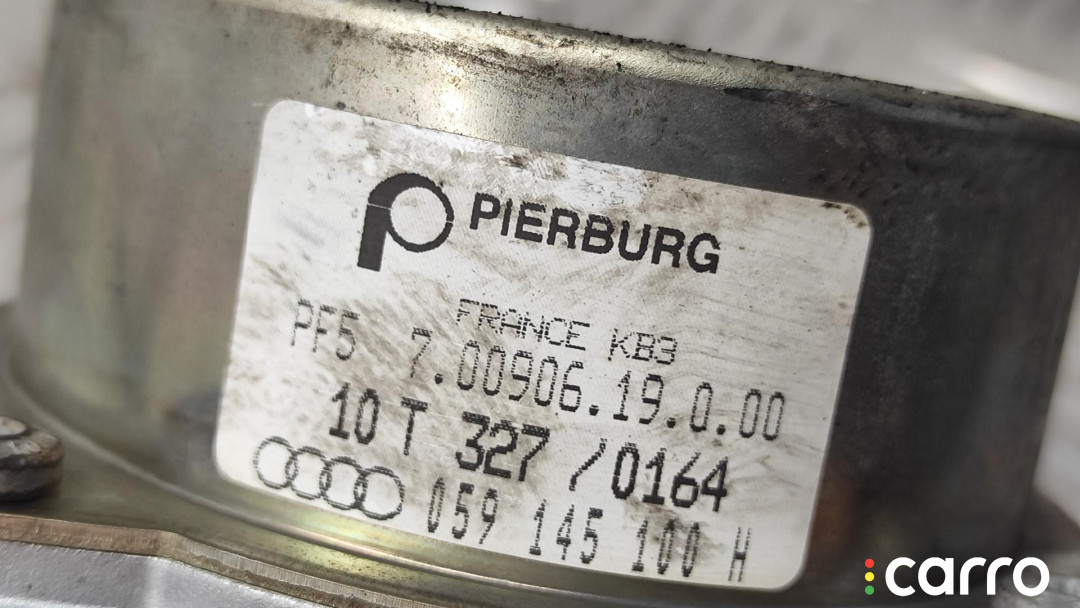 PIERBURG
FRANCE KB3
PF5 7.00906.19.0.00
10 T 327 /0164
059 145 100 H
carro